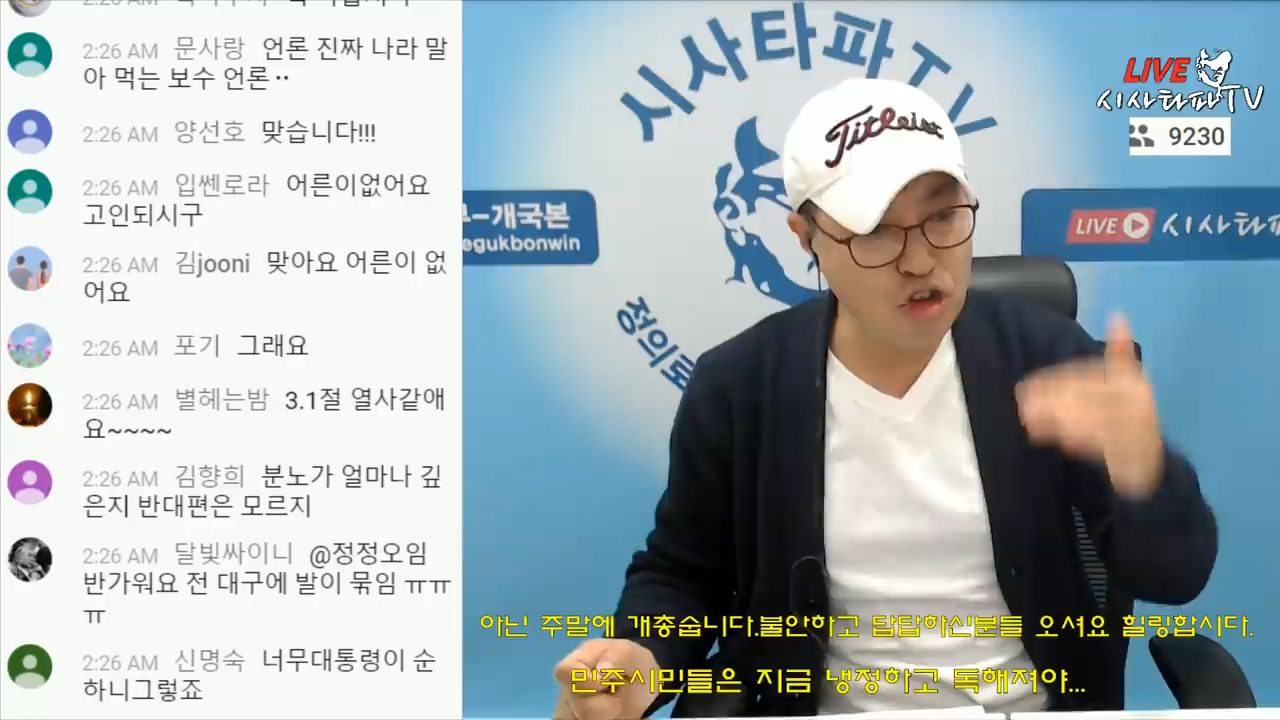 2:26 AM 문사랑 언론 진짜 나라 말
아 먹는 보수 언론··
2:26 AM 양선호 맞습니다!!!
2:26 AM 입쎈로라 어른이없어요
고인되시구
2:26 AM 김jooni 맞아요 어른이 없
어요
2:26 AM 포기 그래요
2:26 AM 별헤는밤 3.1절 열사같애
요~~~~
2:26 AM 김향희 분노가 얼마나 깊
은지 반대편은 모르지
2:26 AM 달빛싸이니 @정정오임
반가워요 전 대구에 발이 묶임 ㅠㅠ
ㅠ
2:26 AM 신명숙 너무대통령이 순
하니그렇죠
시사타파TV
정의로
Titleist
-개국본
egukbonwin
LIVE
시사타파TV
9230
LIVE 시사타파
아닌 주말에 개총습니다.불안하고 답답하신분들 오셔요 힐링합시다.
민주시민들은 지금 냉정하고 독해져야...